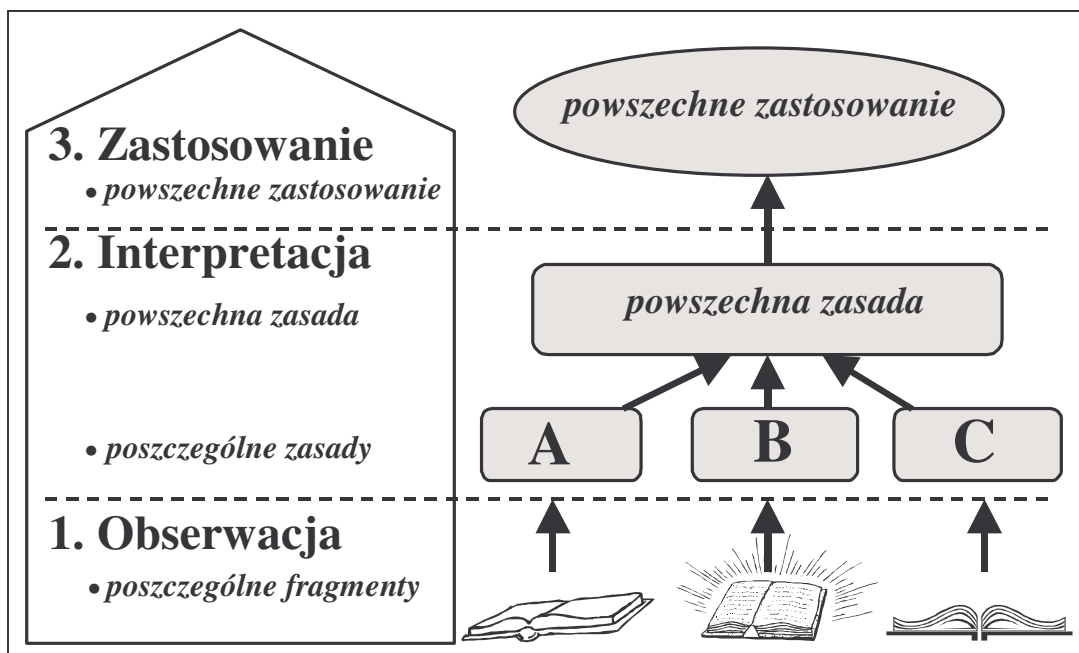 3. Zastosowanie
• powszechne zastosowanie
2. Interpretacja
• powszechna zasada
• poszczególne zasady
1. Obserwacja
• poszczególne fragmenty
powszechne zastosowanie
powszechna zasada
A
B
C